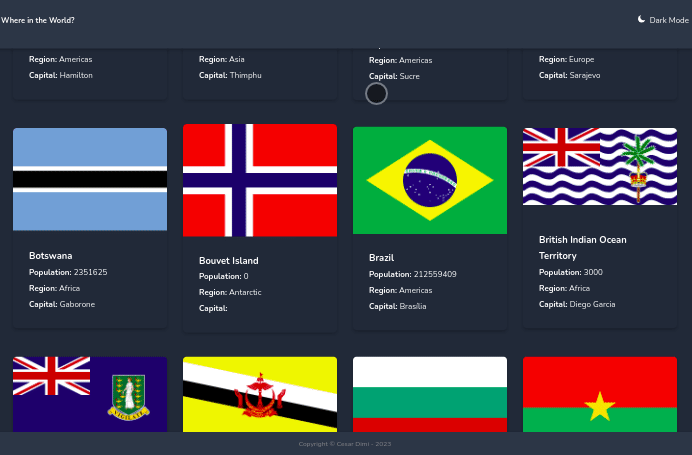 Where in the World?
Dark Mode
Region: Americas
Capital: Hamilton
Region: Asia
Capital: Thimphu
Region: Americas
Capital: Sucre
Region: Europe
Capital: Sarajevo
Botswana
Population: 2351625
Region: Africa
Capital: Gaborone
Bouvet Island
Population: 0
Region: Antarctic
Capital:
Brazil
Population: 212559409
Region: Americas
Capital: Brasília
British Indian Ocean
Territory
Population: 3000
Region: Africa
Capital: Diego Garcia
VIGILATE
Copyright © Cesar Dimi - 2023